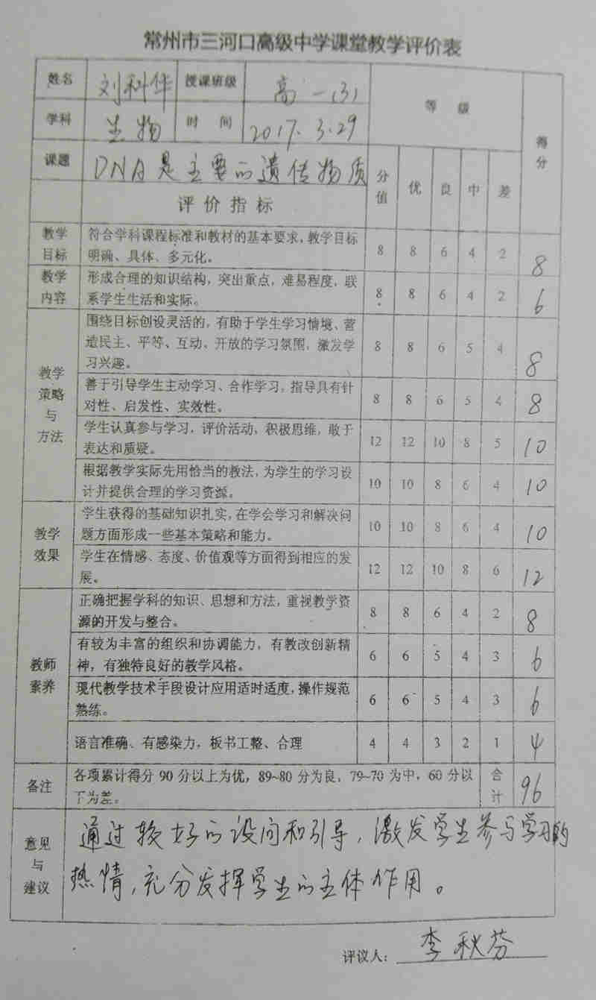 常州市三河口高级中学课堂教学评价表
姓名 刘科华 授课班级 高一(3) 等 级 得分
学科 生物 时 间 2017.3.29
课题 DNA是主要的遗传物质 分值 优 良 中 差
评 价 指 标
教学目标 符合学科课程标准和教材的基本要求,教学目标
明确、具体、多元化。 8 8 6 4 2 8
教学内容 形成合理的知识结构,突出重点,难易程度,联
系学生生活和实际。 8 8 6 4 2 6
教学策略与方法 围绕目标创设灵活的,有助于学生学习情境、营
造民主、平等、互动、开放的学习氛围,激发学
习兴趣。 8 8 6 5 4 8
善于引导学生主动学习、合作学习,指导具有针
对性、启发性、实效性。 8 8 6 5 4 8
学生认真参与学习,评价活动,积极思维,敢于
表达和质疑。 12 12 10 8 5 10
根据教学实际先用恰当的教法,为学生的学习设
计并提供合理的学习资源。 10 10 8 6 4 10
教学效果 学生获得的基础知识扎实,在学会学习和解决问
题方面形成一些基本策略和能力。 10 10 8 6 4 10
学生在情感、态度、价值观等方面得到相应的发
展。 12 12 10 8 6 12
教师素养 正确把握学科的知识、思想和方法,重视教学资
源的开发与整合。 8 8 6 4 2 8
有较为丰富的组织和协调能力,有教改创新精
神,有独特良好的教学风格。 6 6 5 4 3 6
现代教学技术手段设计应用适时适度,操作规范
熟练。 6 6 5 4 3 6
语言准确、有感染力,板书工整、合理 4 4 3 2 1 4
备注 各项累计得分 90 分以上为优,89~80 分为良,79~70 为中,60 分以
下为差。 合计 96
意见与建议 通过较好的设问和引导,激发学生参与学习的
热情,充分发挥学生的主体作用。
评议人: 李秋芬